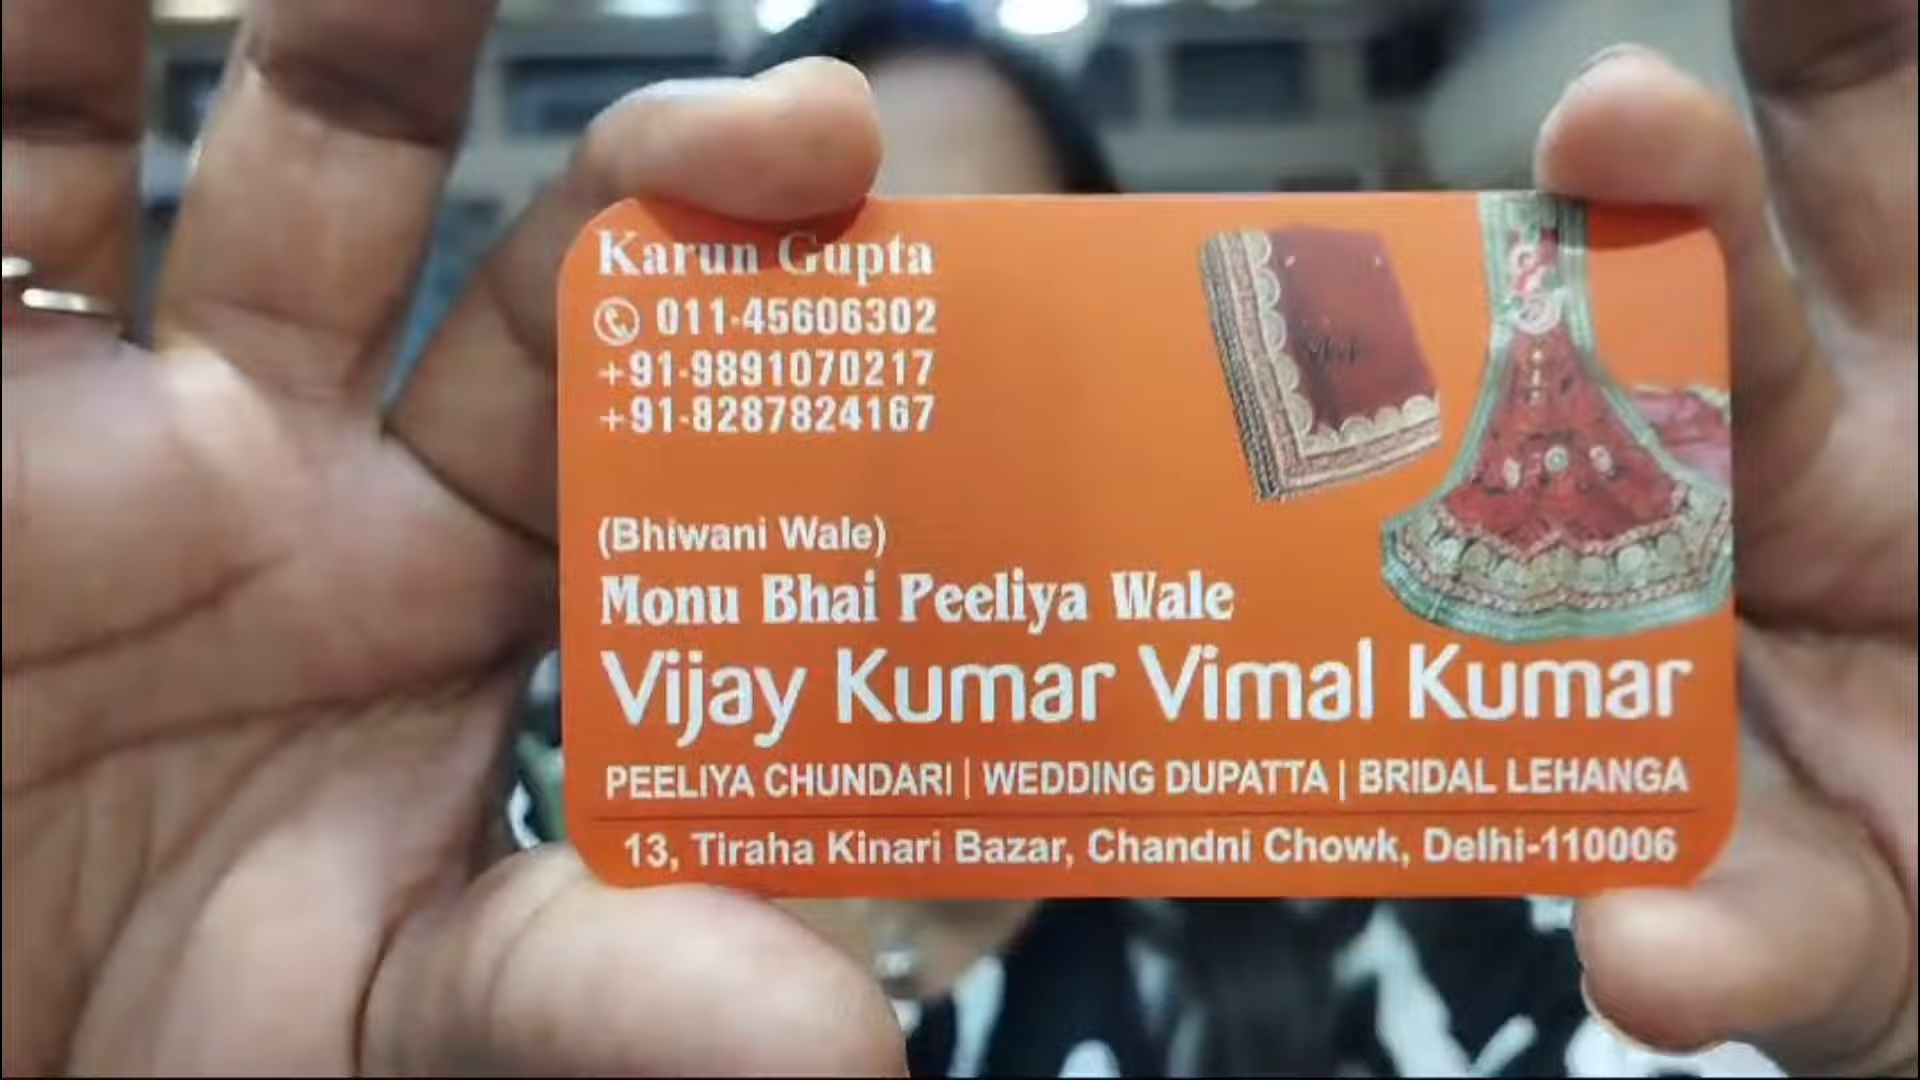 Karun Gupta
011-45606302
+91-9891070217
+91-8287824167
(Bhiwani Wale)
Monu Bhai Peeliya Wale
Vijay Kumar Vimal Kumar
PEELIYA CHUNDARI | WEDDING DUPATTA | BRIDAL LEHANGA
13, Tiraha Kinari Bazar, Chandni Chowk, Delhi-110006